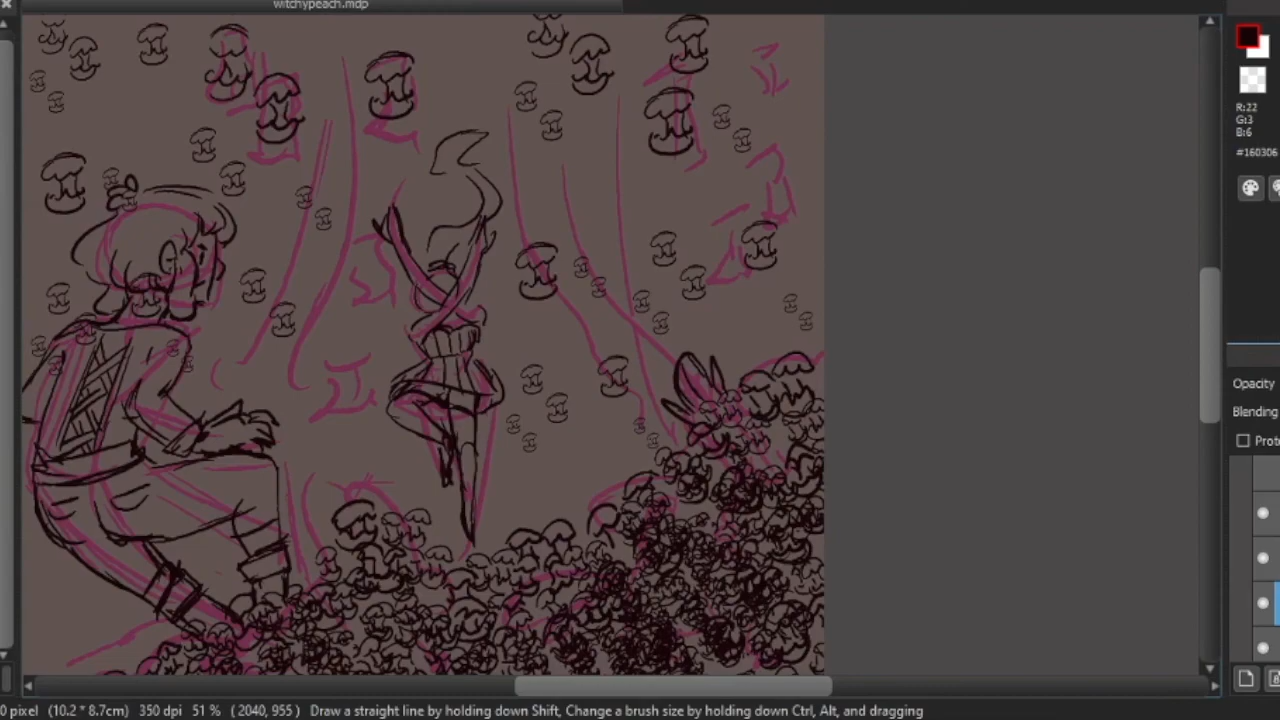 witchypeach.mdp
R:22
G:3
B:6
#160306
Opacity
Blending
Prote
0 pixel (10.2 * 8.7cm) 350 dpi 51 % ( 2040, 955 ) Draw a straight line by holding down Shift, Change a brush size by holding down Ctrl, Alt, and dragging